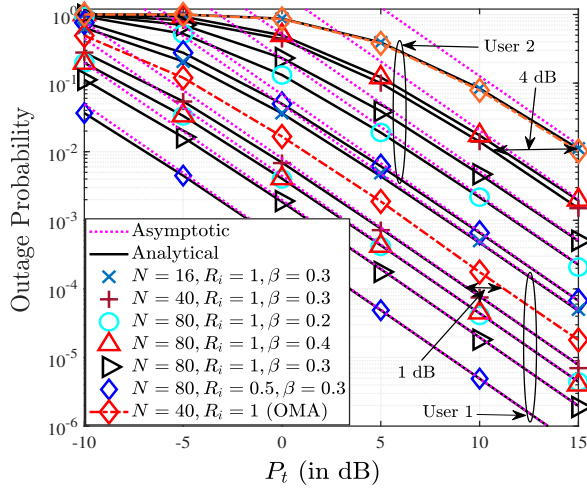 10^0
10^-1
10^-2
10^-3
10^-4
10^-5
10^-6
Outage Probability
User 2
4 dB
Asymptotic
Analytical
N = 16, R_i = 1, β = 0.3
N = 40, R_i = 1, β = 0.3
N = 80, R_i = 1, β = 0.2
N = 80, R_i = 1, β = 0.4
N = 80, R_i = 1, β = 0.3
N = 80, R_i = 0.5, β = 0.3
N = 40, R_i = 1 (OMA)
1 dB
User 1
-10 -5 0 5 10 15
P_t (in dB)